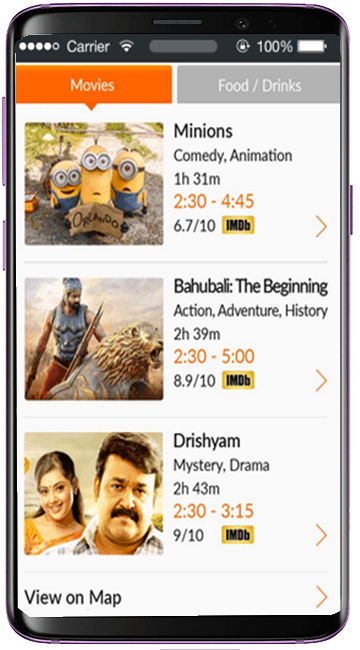 Carrier 100%
Movies Food / Drinks
Minions
Comedy, Animation
1h 31m
2:30 - 4:45
6.7/10 IMDb
ORLANDO
Bahubali: The Beginning
Action, Adventure, History
2h 39m
2:30 - 5:00
8.9/10 IMDb
Drishyam
Mystery, Drama
2h 43m
2:30 - 3:15
9/10 IMDb
View on Map